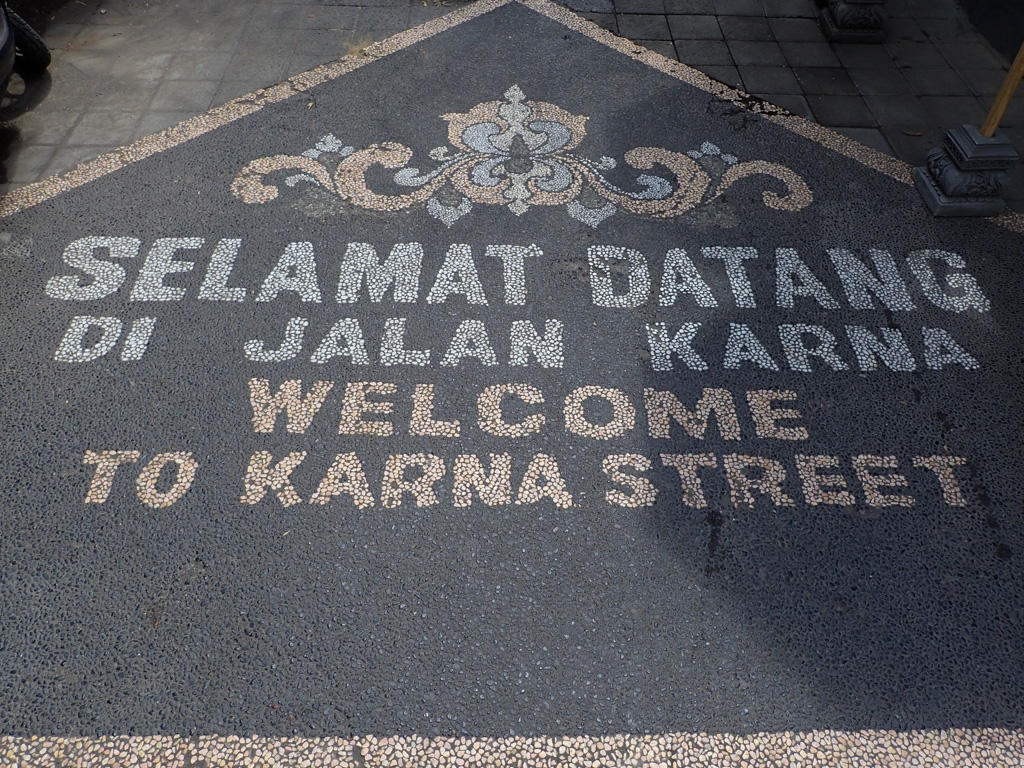 SELAMAT DATANG
DI JALAN KARNA
WELCOME
TO KARNA STREET